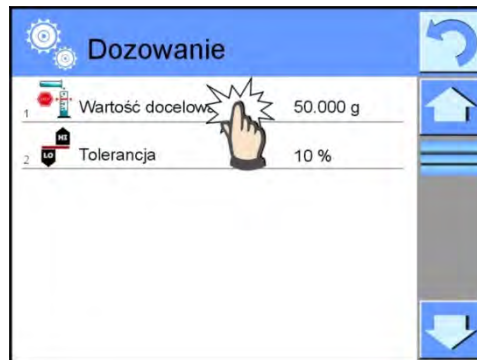 Dozowanie
1 Wartość docelow 50.000 g
HI
LO
2 Tolerancja 10 %